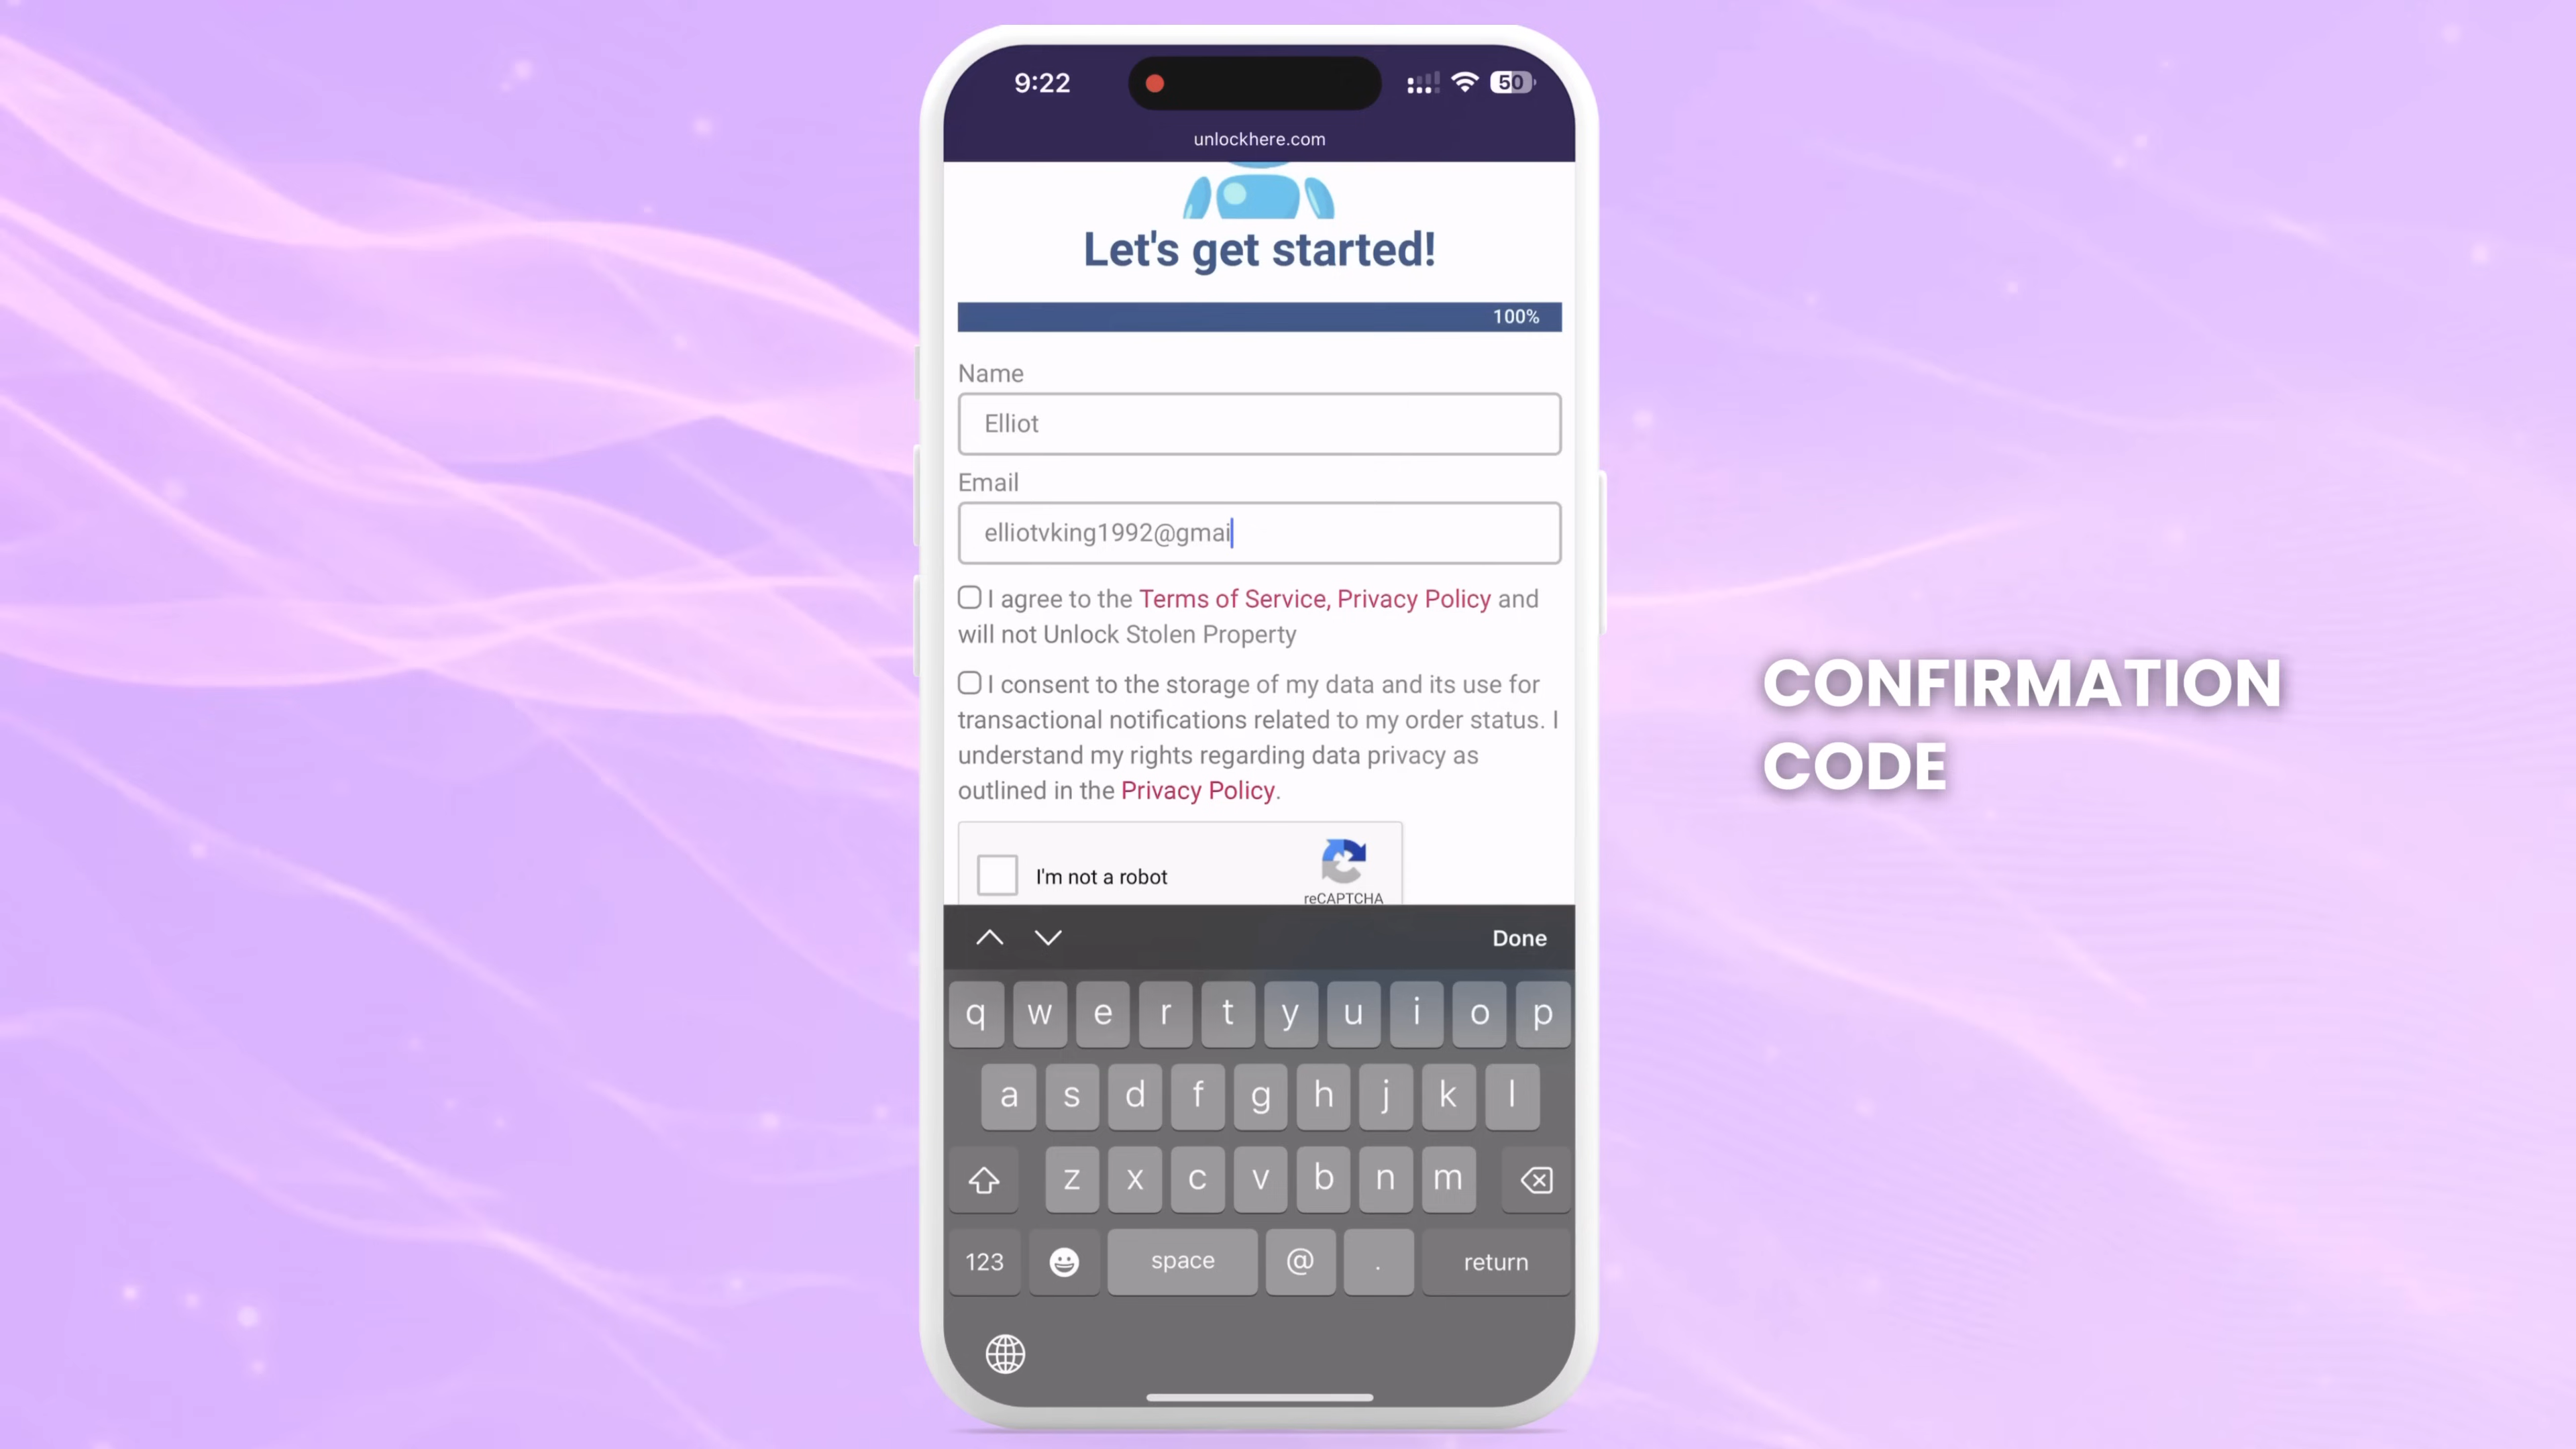 9:22
50
unlockhere.com
Let's get started!
100%
Name
Elliot
Email
elliotvking1992@gmai
I agree to the Terms of Service, Privacy Policy and
will not Unlock Stolen Property
I consent to the storage of my data and its use for
transactional notifications related to my order status. I
understand my rights regarding data privacy as
outlined in the Privacy Policy.
I'm not a robot
reCAPTCHA
CONFIRMATION
CODE
Done
q w e r t y u i o p
a s d f g h j k l
z x c v b n m
123 space @ . return